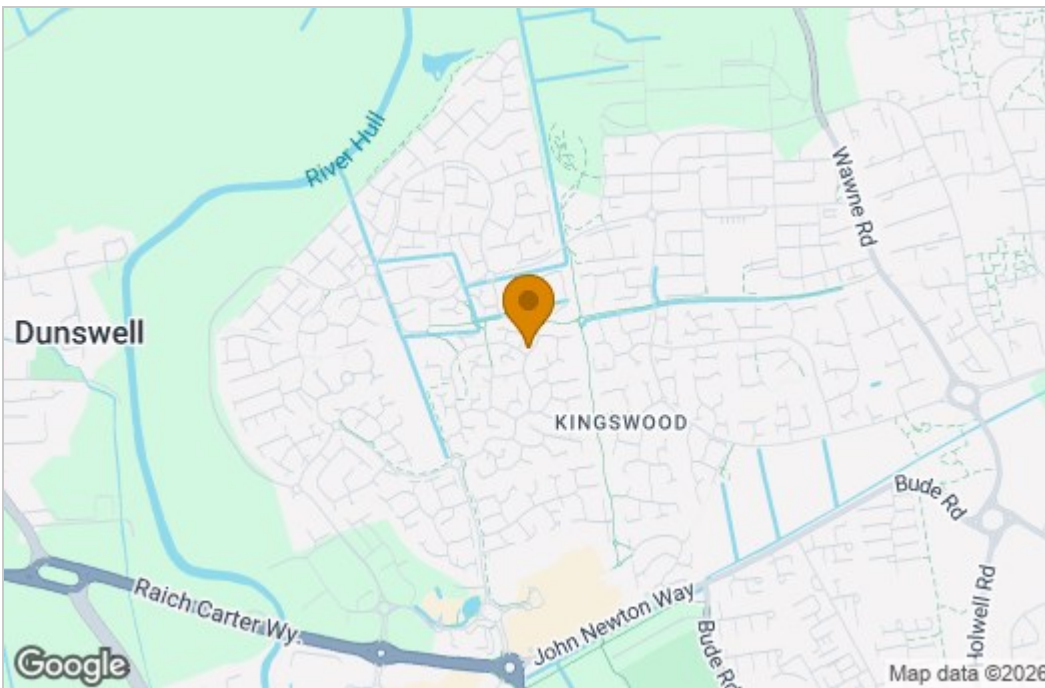 River Hull
Wawne Rd
Dunswell
KINGSWOOD
Bude Rd
Raich Carter Wy.
John Newton Way
Holwell Rd
Bude Rd
Google
Map data ©2026